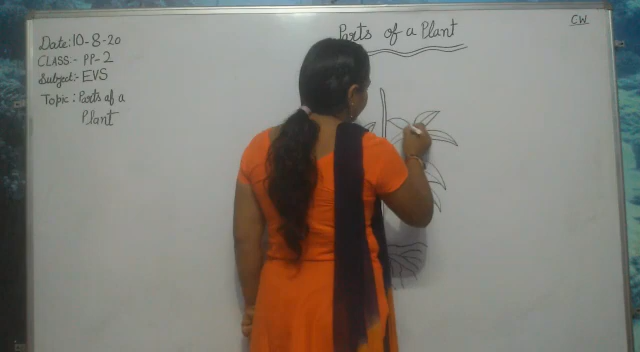 Parts of a Plant
CW
Date:10-8-20
CLASS:- PP-2
Subject:- EVS
Topic: Parts of a
Plant